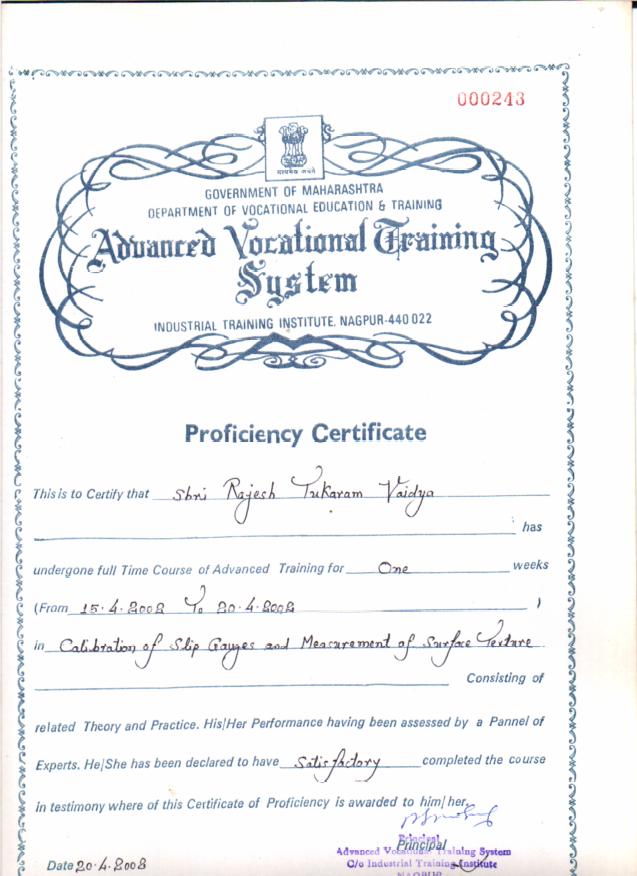 000243
सत्यमेव जयते
GOVERNMENT OF MAHARASHTRA
DEPARTMENT OF VOCATIONAL EDUCATION & TRAINING
Advanced Vocational Training
System
INDUSTRIAL TRAINING INSTITUTE. NAGPUR-440 022
Proficiency Certificate
This is to Certify that Shri Rajesh Tukaram Vaidya
has
undergone full Time Course of Advanced Training for One weeks
(From 15.4.2002 To 20.4.2002 )
in Calibration of Slip Gauges and Measurement of Surface Texture
Consisting of
related Theory and Practice. His/Her Performance having been assessed by a Pannel of
Experts. He/She has been declared to have Satisfactory completed the course
in testimony where of this Certificate of Proficiency is awarded to him/her.
Principal
Principal
Advanced Vocational Training System
C/o Industrial Training Institute
NAGPUR
Date 20.4.2002